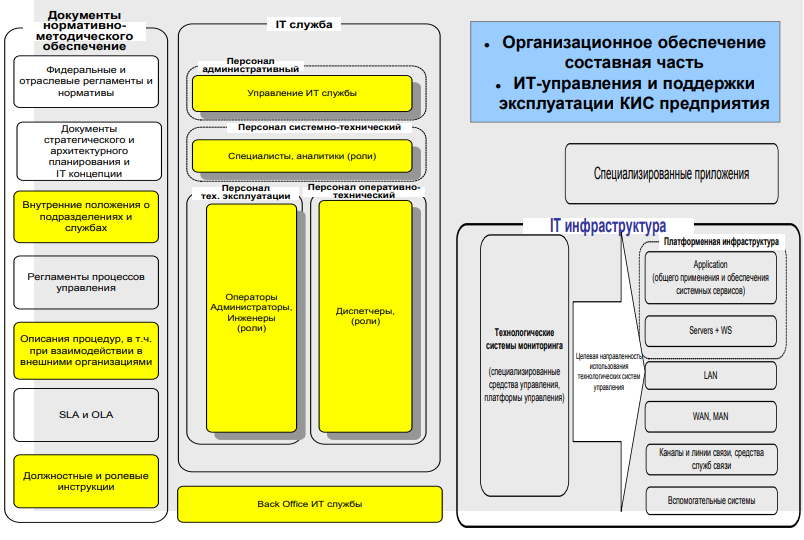 Документы
нормативно-
методического
обеспечение
Федеральные и
отраслевые регламенты и
нормативы
Документы
стратегического и
архитектурного
планирования и
IT концепции
Внутренние положения о
подразделениях и
службах
Регламенты процессов
управления
Описания процедур, в т.ч.
при взаимодействии в
внешними организациями
SLA и OLA
Должностные и ролевые
инструкции
IT служба
Персонал
административный
Управление ИТ службы
Персонал системно-технический
Специалисты, аналитики (роли)
Персонал
тех. эксплуатации
Операторы
Администраторы,
Инженеры
(роли)
Персонал оперативно-
технический
Диспетчеры,
(роли)
Back Office ИТ службы
• Организационное обеспечение
составная часть
• ИТ-управления и поддержки
эксплуатации КИС предприятия
Специализированные приложения
IT инфраструктура
Технологические
системы мониторинга
(специализированные
средства управления,
платформы управления)
Целевая направленность
использования
технологических систем
управления
Платформенная инфраструктура
Application
(общего применения и обеспечения
системных сервисов)
Servers + WS
LAN
WAN, MAN
Каналы и линии связи, средства
служб связи
Вспомогательные системы